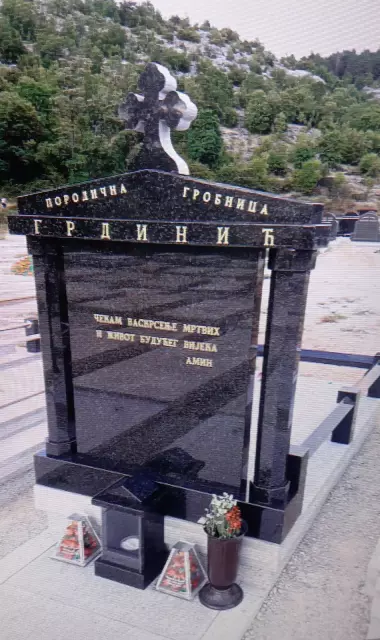 ПОРОДИЧНА ГРОБНИЦА
ГРДИНИЋ
ЧЕКАМ ВАСКРСЕЊЕ МРТВИХ
И ЖИВОТ БУДУЋЕГ ВИЈЕКА
АМИН